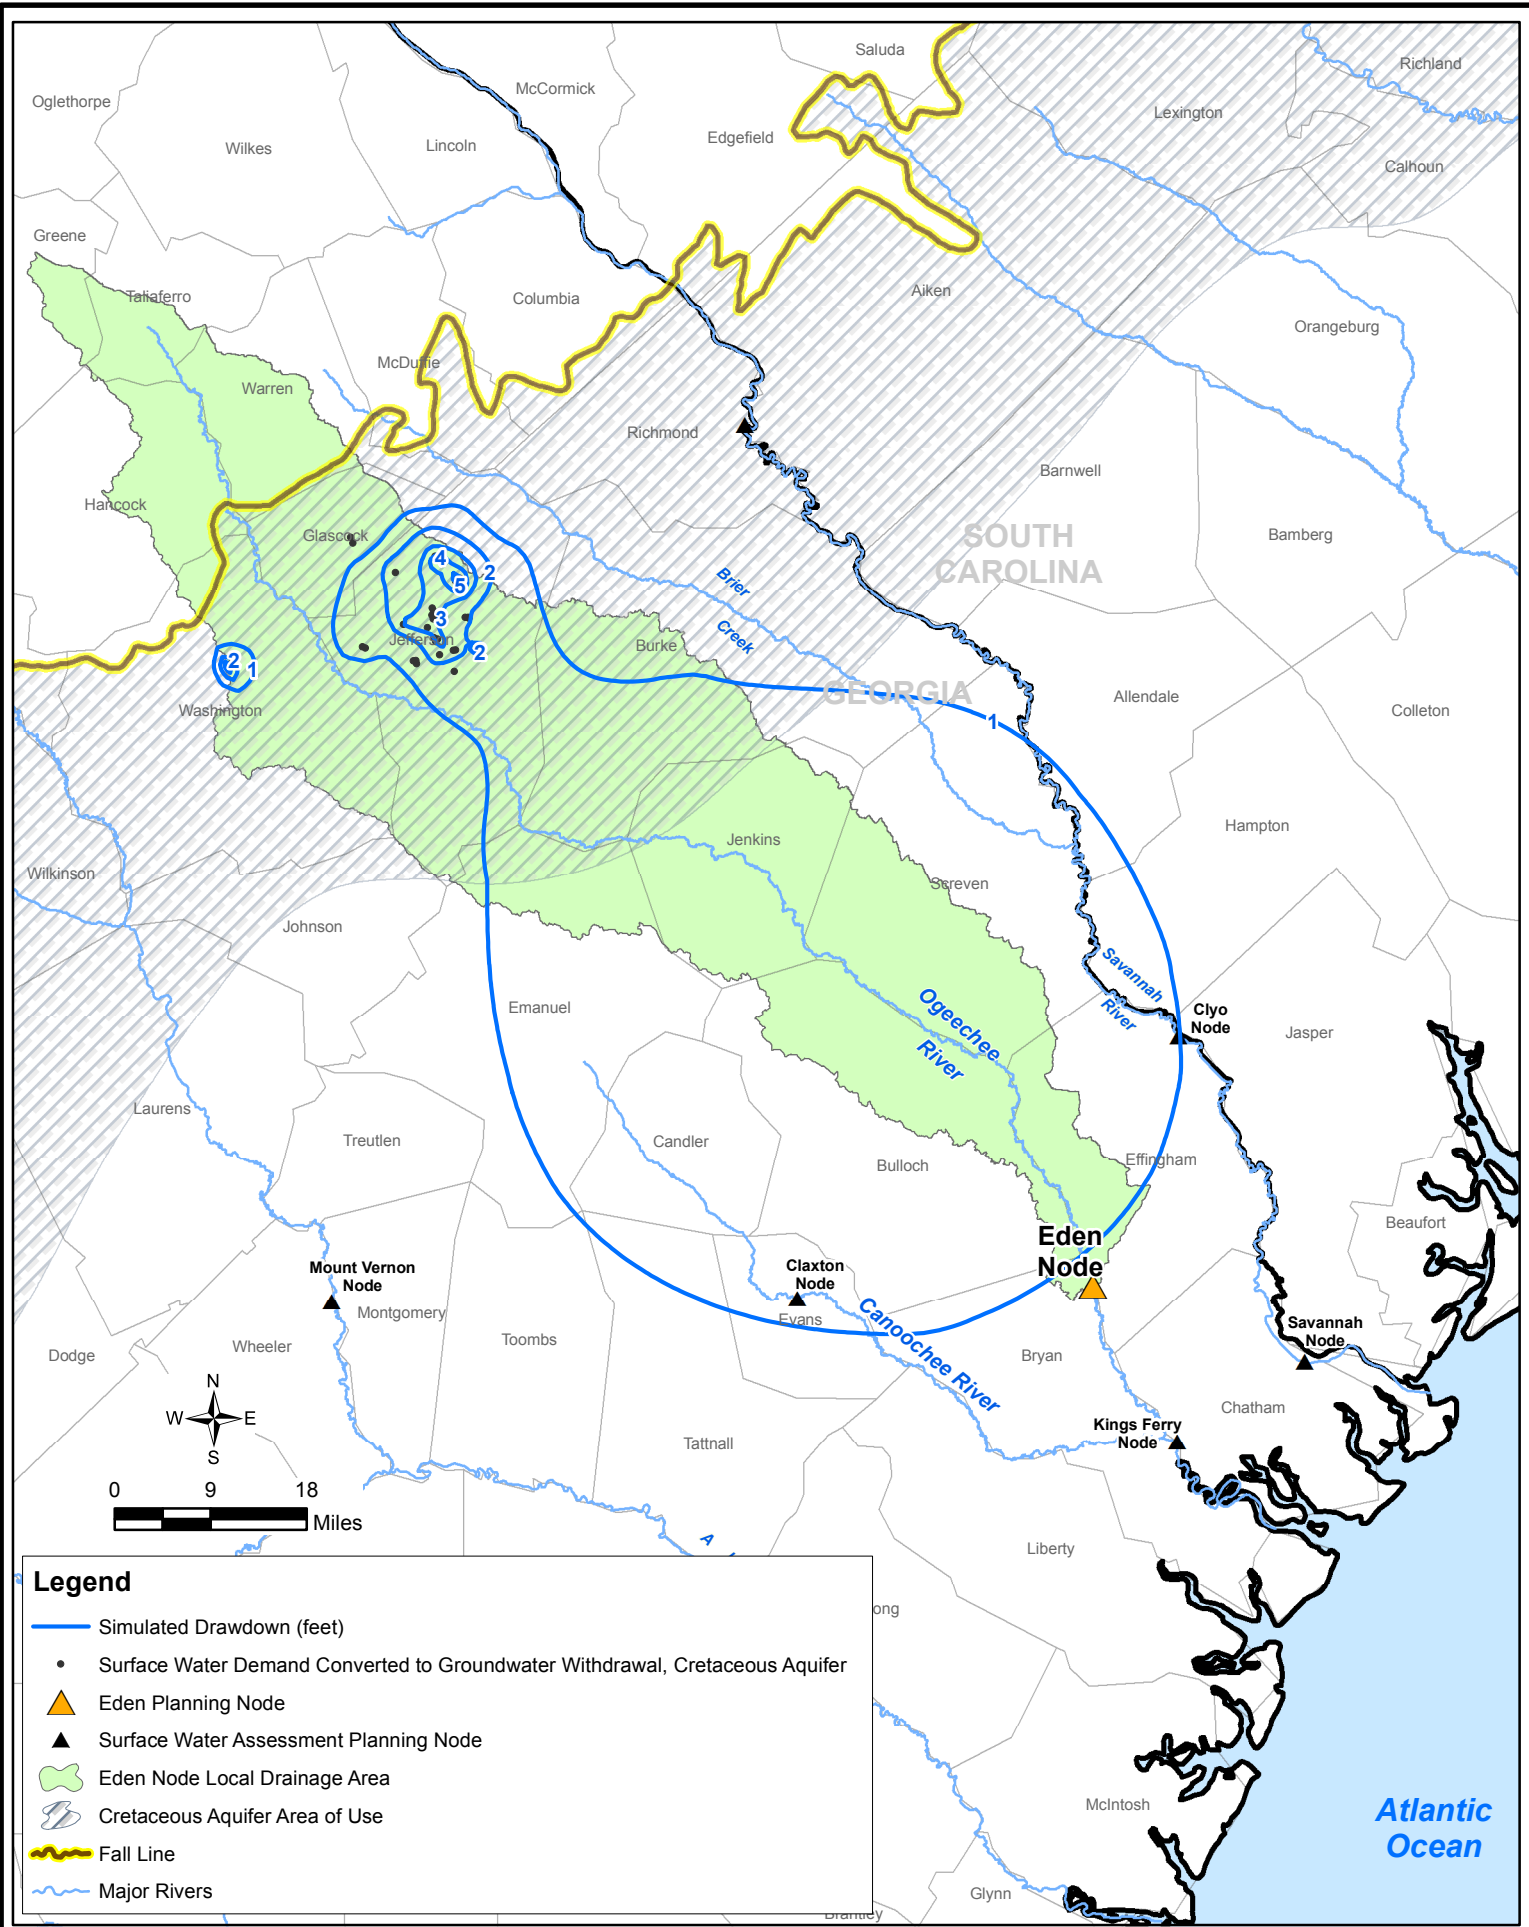 Saluda
Richland
McCormick
Oglethorpe
Lexington
Edgefield
Lincoln
Wilkes
Calhoun
Greene
Aiken
Taliaferro
Columbia
Orangeburg
McDuffie
Warren
Richmond
Barnwell
Hancock
Glascock
Bamberg
SOUTH
CAROLINA
4
2
5
Brier
Creek
3
Jefferson
Burke
2
2
1
GEORGIA
Allendale
Washington
Colleton
1
Hampton
Jenkins
Wilkinson
Screven
Johnson
Savannah
River
Emanuel
Ogeechee
River
Clyo
Node
Jasper
Laurens
Treutlen
Candler
Bulloch
Effingham
Beaufort
Eden
Node
Mount Vernon
Node
Claxton
Node
Montgomery
Evans
Canoochee River
Savannah
Node
Toombs
Wheeler
Dodge
Bryan
N
W E
S
Chatham
Kings Ferry
Node
Tattnall
0 9 18
Miles
A
Liberty
Legend
Simulated Drawdown (feet)
ong
Surface Water Demand Converted to Groundwater Withdrawal, Cretaceous Aquifer
Eden Planning Node
Surface Water Assessment Planning Node
Eden Node Local Drainage Area
Cretaceous Aquifer Area of Use
McIntosh
Atlantic
Ocean
Fall Line
Major Rivers
Glynn
Brantley